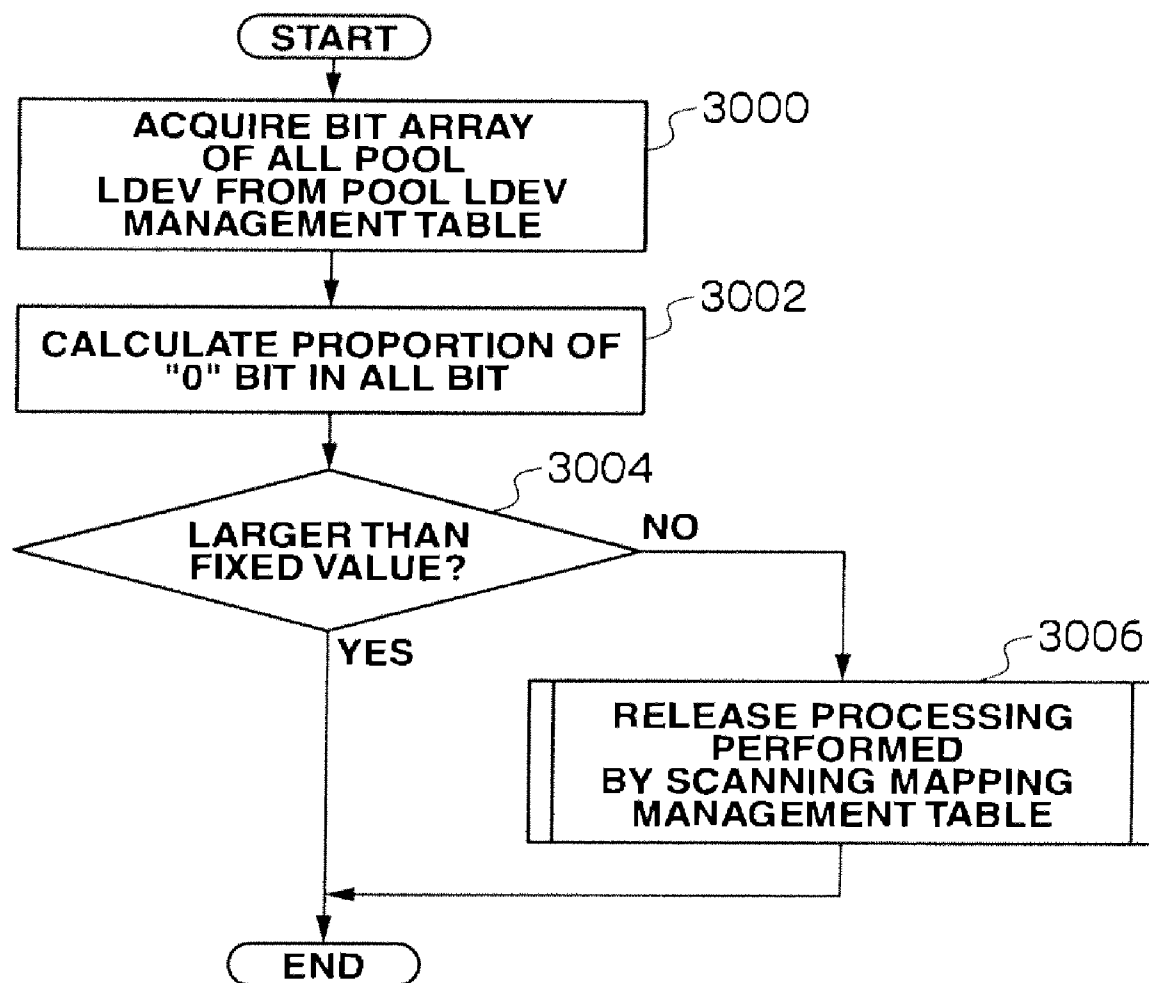 START
3000
ACQUIRE BIT ARRAY
OF ALL POOL
LDEV FROM POOL LDEV
MANAGEMENT TABLE
3002
CALCULATE PROPORTION OF
"0" BIT IN ALL BIT
3004
LARGER THAN
FIXED VALUE?
NO
YES
3006
RELEASE PROCESSING
PERFORMED
BY SCANNING MAPPING
MANAGEMENT TABLE
END